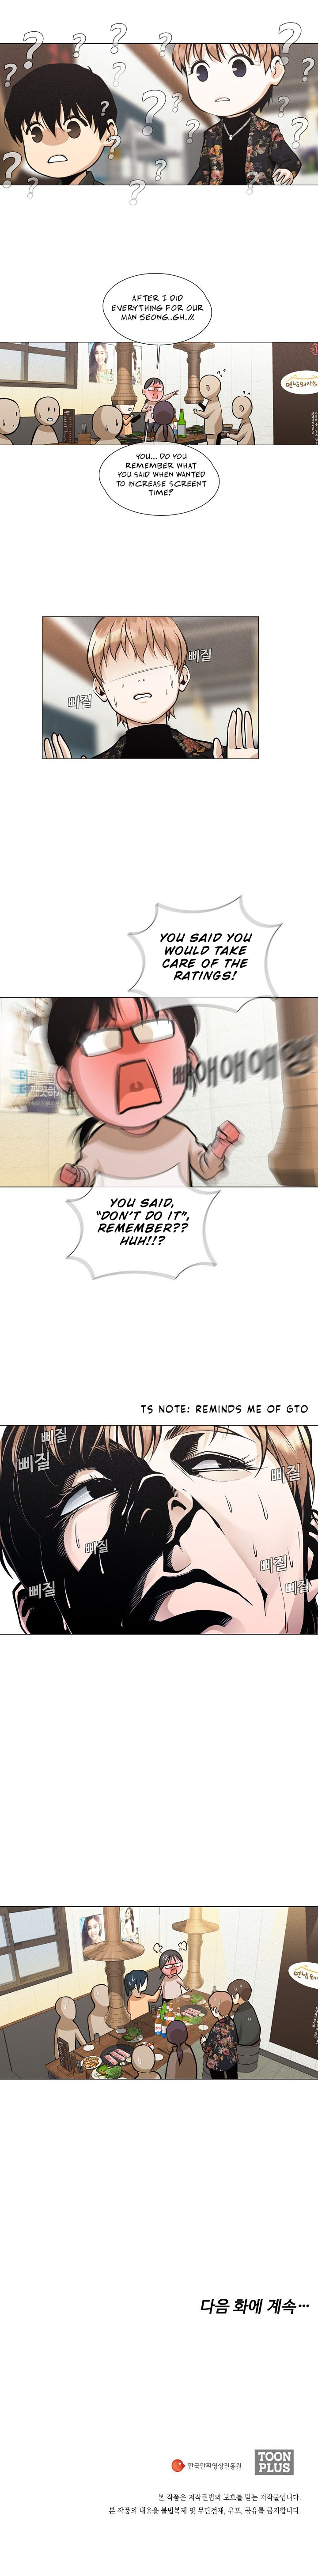 AFTER I DID
EVERYTHING FOR OUR
MAN SEONG..GH..!!
YOU... DO YOU
REMEMBER WHAT
YOU SAID WHEN WANTED
TO INCREASE SCREENT
TIME?
삐질
삐질
YOU SAID YOU
WOULD TAKE
CARE OF THE
RATINGS!
YOU SAID,
"DON'T DO IT",
REMEMBER??
HUH!!?
TS NOTE: REMINDS ME OF GTO
삐질
삐질
삐질
삐질
삐질
삐질
삐질
다음 화에 계속…
한국만화영상진흥원
TOON
PLUS
본 작품은 저작권법의 보호를 받는 저작물입니다.
본 작품의 내용을 불법복제 및 무단전재, 유포, 공유를 금지합니다.